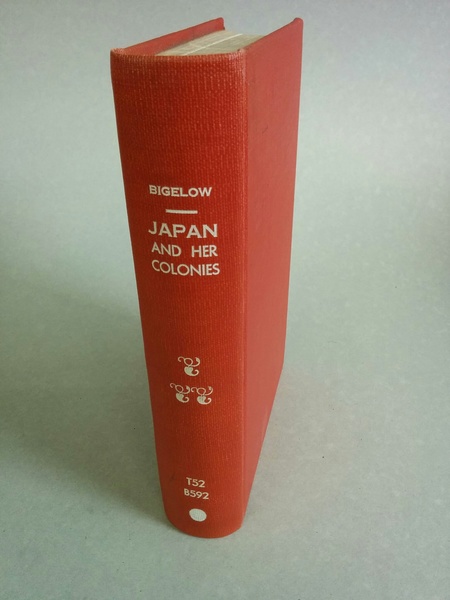 BIGELOW
JAPAN
AND HER
COLONIES
T52
B592